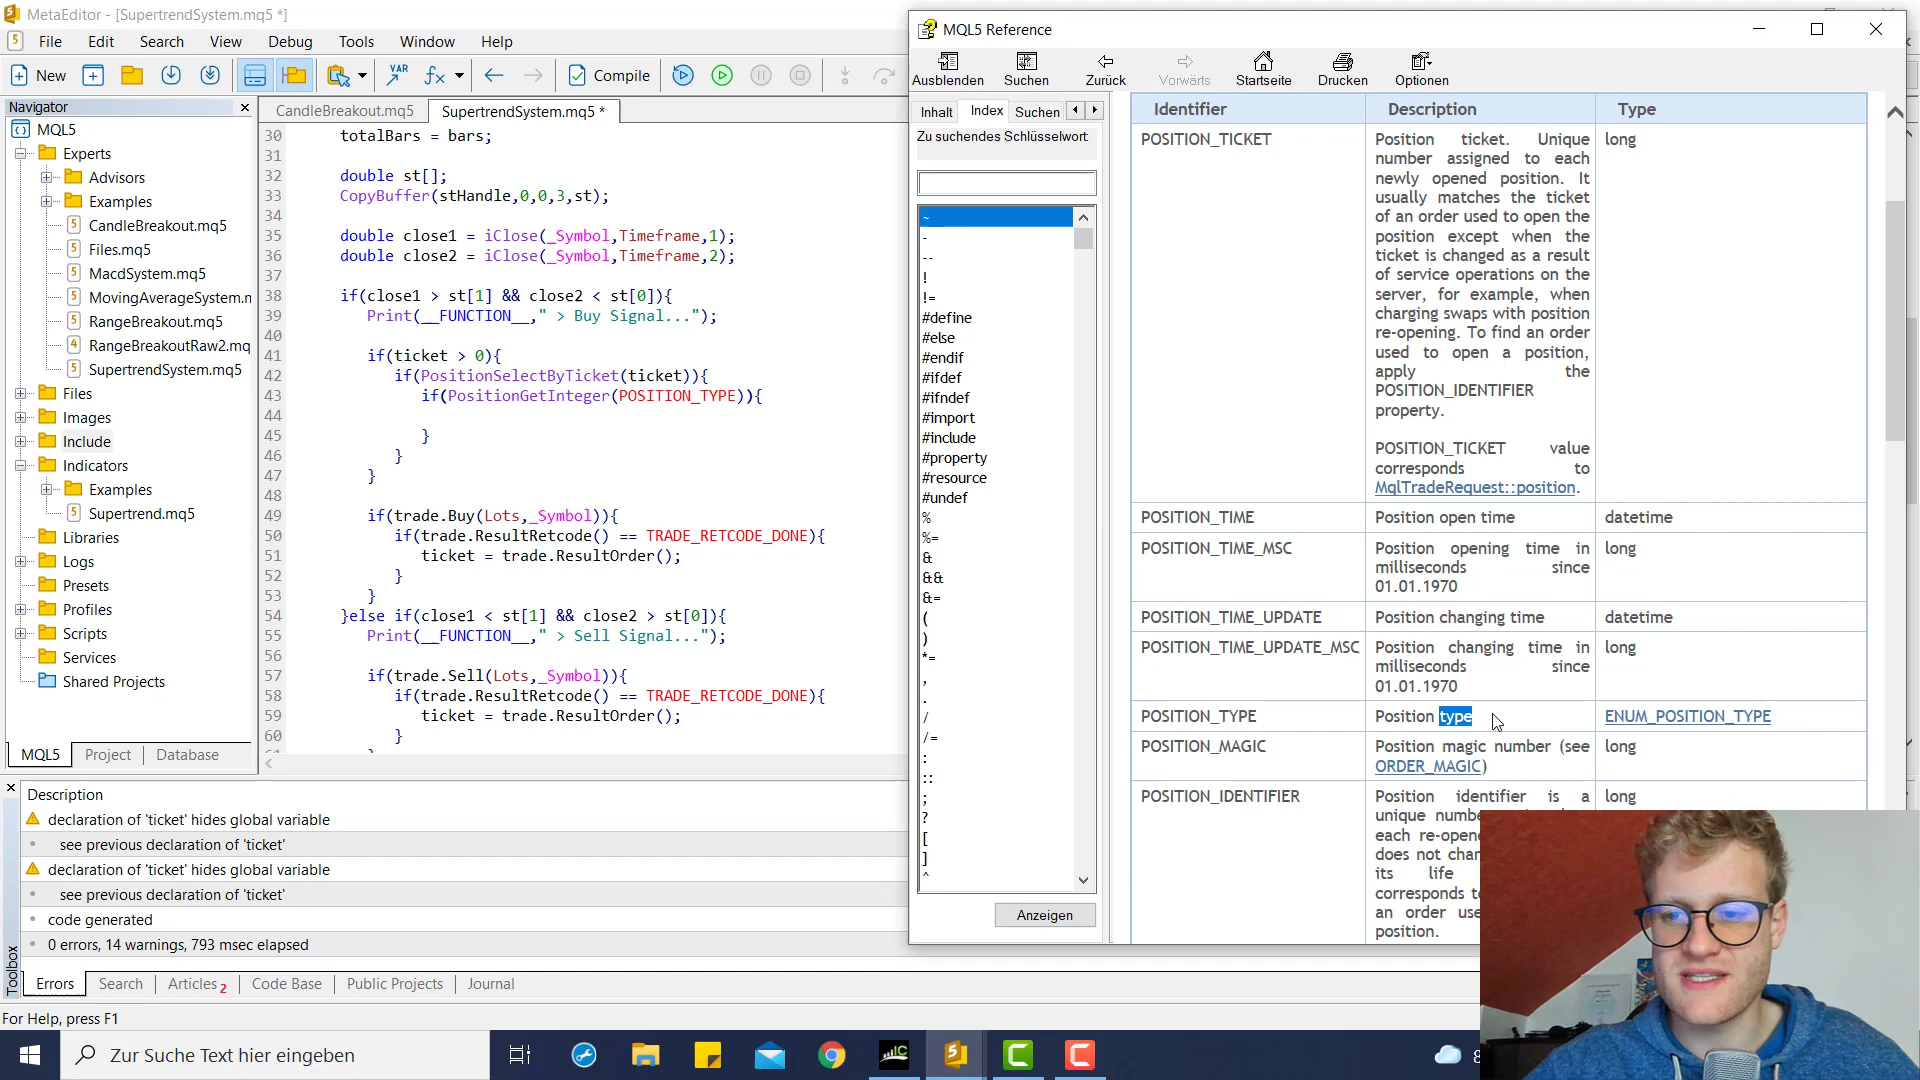 MetaEditor - [SupertrendSystem.mq5 *]
File Edit Search View Debug Tools Window Help
New VAR Compile
Navigator
MQL5
Experts
Advisors
Examples
CandleBreakout.mq5
Files.mq5
MacdSystem.mq5
MovingAverageSystem.m
RangeBreakout.mq5
RangeBreakoutRaw2.mq
SupertrendSystem.mq5
Files
Images
Include
Indicators
Examples
Supertrend.mq5
Libraries
Logs
Presets
Profiles
Scripts
Services
Shared Projects
MQL5 Project Database
CandleBreakout.mq5 SupertrendSystem.mq5 *
30 totalBars = bars;
31
32 double st[];
33 CopyBuffer(stHandle,0,0,3,st);
34
35 double close1 = iClose(_Symbol,Timeframe,1);
36 double close2 = iClose(_Symbol,Timeframe,2);
37
38 if(close1 > st[1] && close2 < st[0]){
39 Print(__FUNCTION__," > Buy Signal...");
40
41 if(ticket > 0){
42 if(PositionSelectByTicket(ticket)){
43 if(PositionGetInteger(POSITION_TYPE)){
44
45 }
46 }
47 }
48
49 if(trade.Buy(Lots,_Symbol)){
50 if(trade.ResultRetcode() == TRADE_RETCODE_DONE){
51 ticket = trade.ResultOrder();
52 }
53 }
54 }else if(close1 < st[1] && close2 > st[0]){
55 Print(__FUNCTION__," > Sell Signal...");
56
57 if(trade.Sell(Lots,_Symbol)){
58 if(trade.ResultRetcode() == TRADE_RETCODE_DONE){
59 ticket = trade.ResultOrder();
60 }
Description
declaration of 'ticket' hides global variable
see previous declaration of 'ticket'
declaration of 'ticket' hides global variable
see previous declaration of 'ticket'
code generated
0 errors, 14 warnings, 793 msec elapsed
Toolbox
Errors Search Articles 2 Code Base Public Projects Journal
For Help, press F1
MQL5 Reference
Ausblenden Suchen Zurück Vorwärts Startseite Drucken Optionen
Inhalt Index Suchen
Zu suchendes Schlüsselwort
~
-
--
!
!=
#define
#else
#endif
#ifdef
#ifndef
#import
#include
#property
#resource
#undef
%
%=
&
&&
&=
(
)
*=
,
.
/
/=
:
::
;
?
[
]
^
Anzeigen
Identifier Description Type
POSITION_TICKET Position ticket. Unique long
number assigned to each
newly opened position. It
usually matches the ticket
of an order used to open the
position except when the
ticket is changed as a result
of service operations on the
server, for example, when
charging swaps with position
re-opening. To find an order
used to open a position,
apply the
POSITION_IDENTIFIER
property.
POSITION_TICKET value
corresponds to
MqlTradeRequest::position.
POSITION_TIME Position open time datetime
POSITION_TIME_MSC Position opening time in long
milliseconds since
01.01.1970
POSITION_TIME_UPDATE Position changing time datetime
POSITION_TIME_UPDATE_MSC Position changing time in long
milliseconds since
01.01.1970
POSITION_TYPE Position type ENUM_POSITION_TYPE
POSITION_MAGIC Position magic number (see long
ORDER_MAGIC)
POSITION_IDENTIFIER Position identifier is a long
unique
each
does not
its life
corresponds
an order
position.
Zur Suche Text hier eingeben